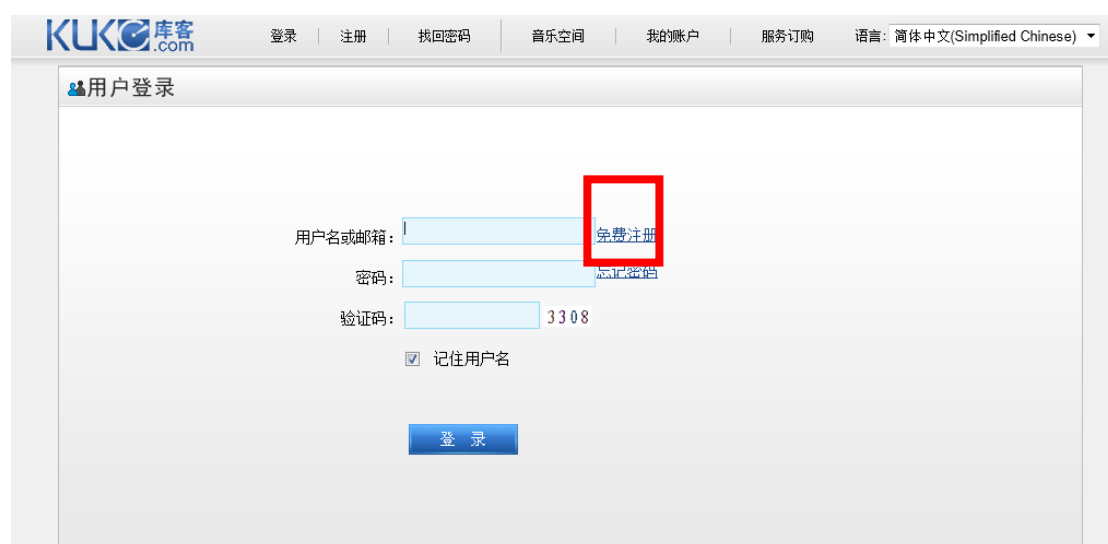 KUKE库客.com 登录 注册 找回密码 音乐空间 我的账户 服务订购 语言: 简体中文(Simplified Chinese)
用户登录
用户名或邮箱: 免费注册
密码: 忘记密码
验证码: 3308
记住用户名
登 录